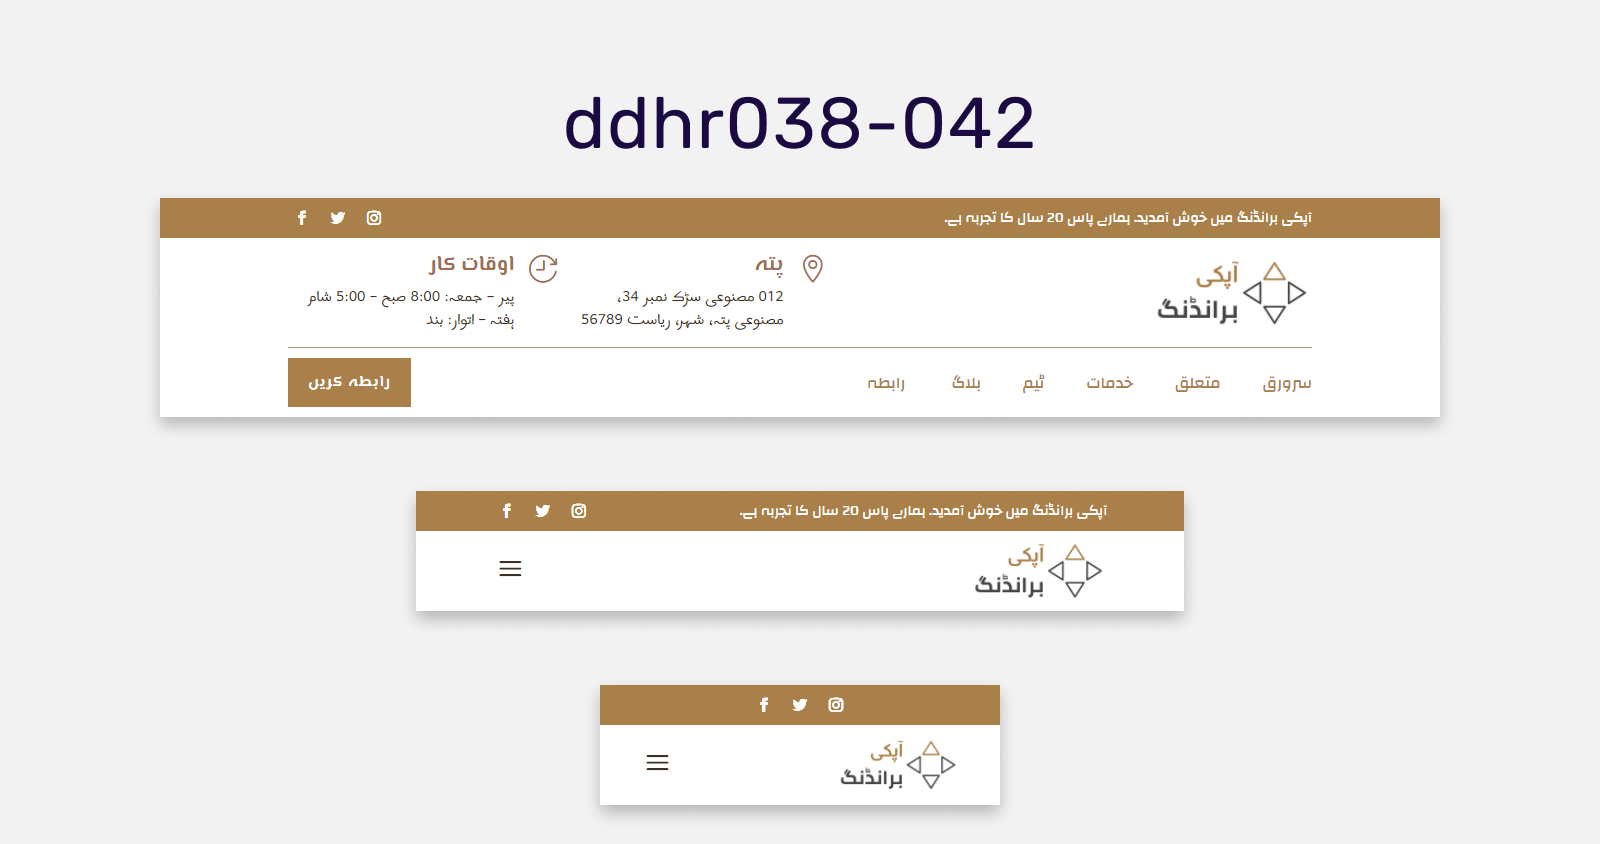 ddhr038-042
آپکی برانڈنگ میں خوش آمدید۔ ہمارے پاس 20 سال کا تجربہ ہے۔
آپکی
برانڈنگ
پتہ
012 مصنوعی سڑک نمبر 34،
مصنوعی پتہ، شہر، ریاست 56789
اوقات کار
پیر – جمعہ: 8:00 صبح – 5:00 شام
ہفتہ – اتوار: بند
سرورق متعلق خدمات ٹیم بلاگ رابطہ
رابطہ کریں
آپکی برانڈنگ میں خوش آمدید۔ ہمارے پاس 20 سال کا تجربہ ہے۔
آپکی
برانڈنگ
آپکی
برانڈنگ